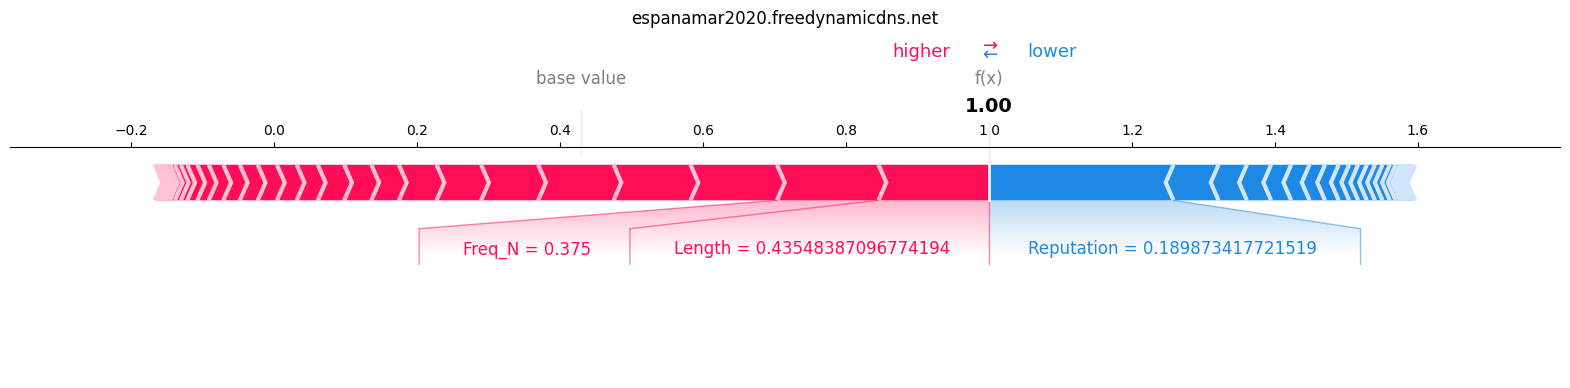 espanamar2020.freedynamicdns.net
higher ⇄ lower
base value f(x)
1.00
−0.2 0.0 0.2 0.4 0.6 0.8 1.0 1.2 1.4 1.6
Freq_N = 0.375 Length = 0.43548387096774194 Reputation = 0.189873417721519